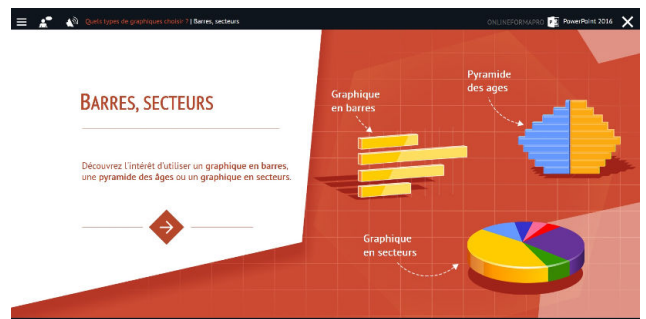 Quels types de graphiques choisir ? | Barres, secteurs
ONLINEFORMAPRO
PowerPoint 2016
BARRES, SECTEURS
Découvrez l'intérêt d'utiliser un graphique en barres,
une pyramide des âges ou un graphique en secteurs.
Graphique
en barres
Pyramide
des ages
Graphique
en secteurs